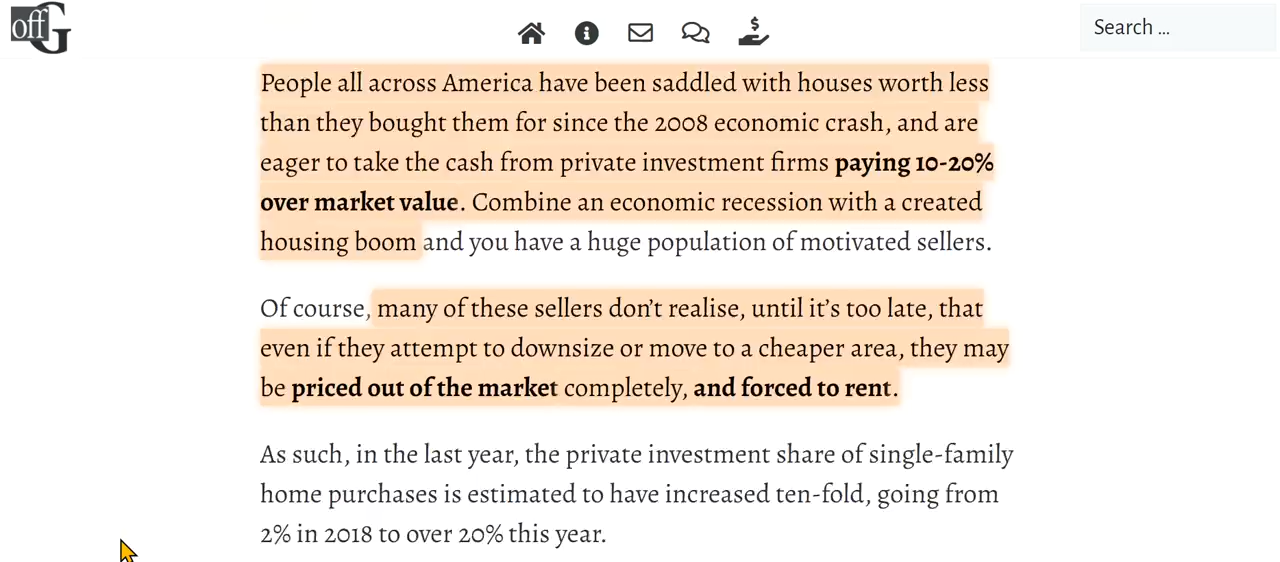 off
G
Search ...
People all across America have been saddled with houses worth less
than they bought them for since the 2008 economic crash, and are
eager to take the cash from private investment firms paying 10-20%
over market value. Combine an economic recession with a created
housing boom and you have a huge population of motivated sellers.
Of course, many of these sellers don’t realise, until it’s too late, that
even if they attempt to downsize or move to a cheaper area, they may
be priced out of the market completely, and forced to rent.
As such, in the last year, the private investment share of single-family
home purchases is estimated to have increased ten-fold, going from
2% in 2018 to over 20% this year.